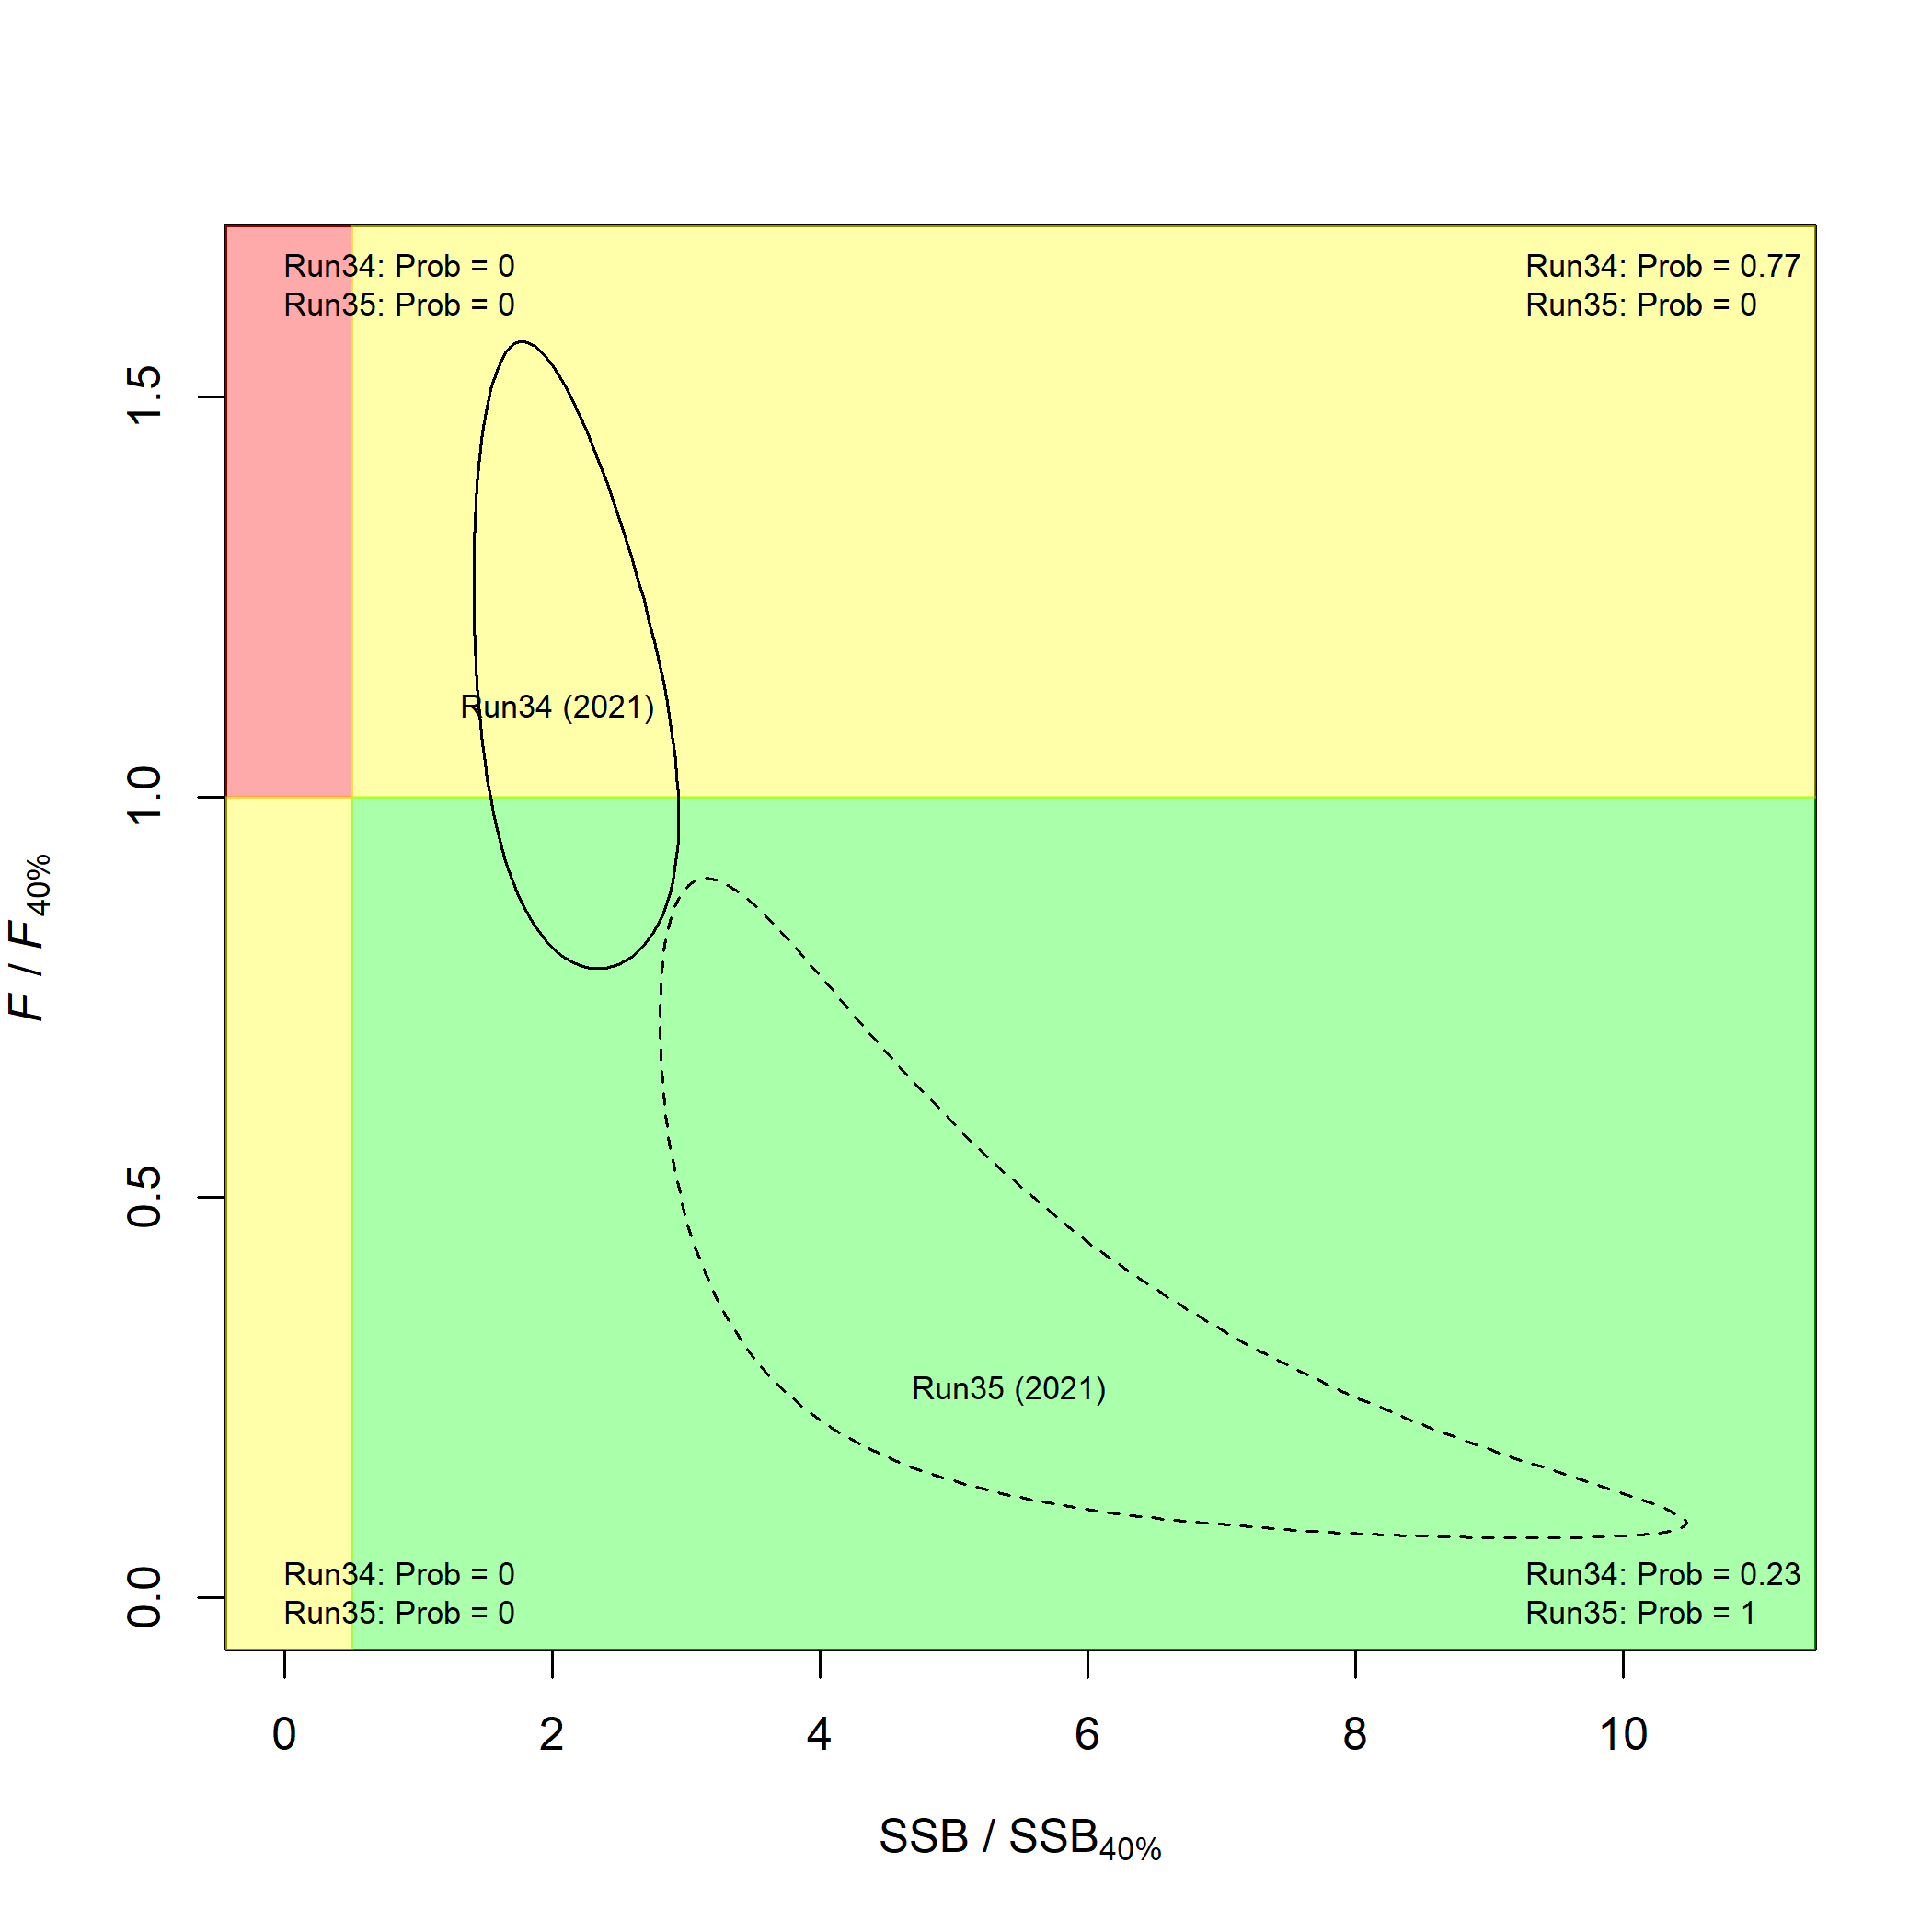 Run34: Prob = 0
Run35: Prob = 0
Run34: Prob = 0.77
Run35: Prob = 0
1.5
Run34 (2021)
1.0
F / F40%
0.5
Run35 (2021)
0.0
Run34: Prob = 0
Run35: Prob = 0
Run34: Prob = 0.23
Run35: Prob = 1
0 2 4 6 8 10
SSB / SSB40%